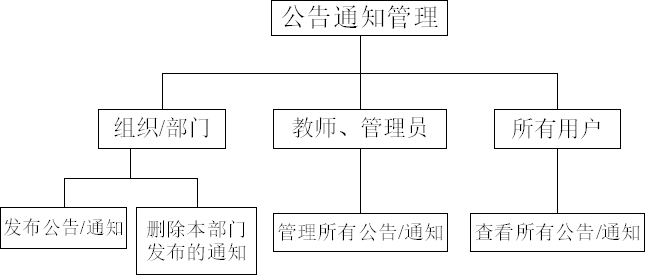 公告通知管理
组织/部门
教师、管理员
所有用户
发布公告/通知
删除本部门
发布的通知
管理所有公告/通知
查看所有公告/通知